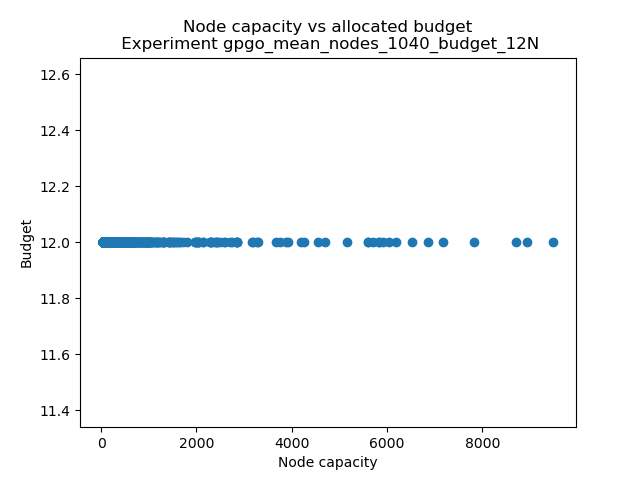 Node capacity vs allocated budget
Experiment gpgo_mean_nodes_1040_budget_12N
12.6
12.4
12.2
12.0
11.8
11.6
11.4
Budget
0 2000 4000 6000 8000
Node capacity